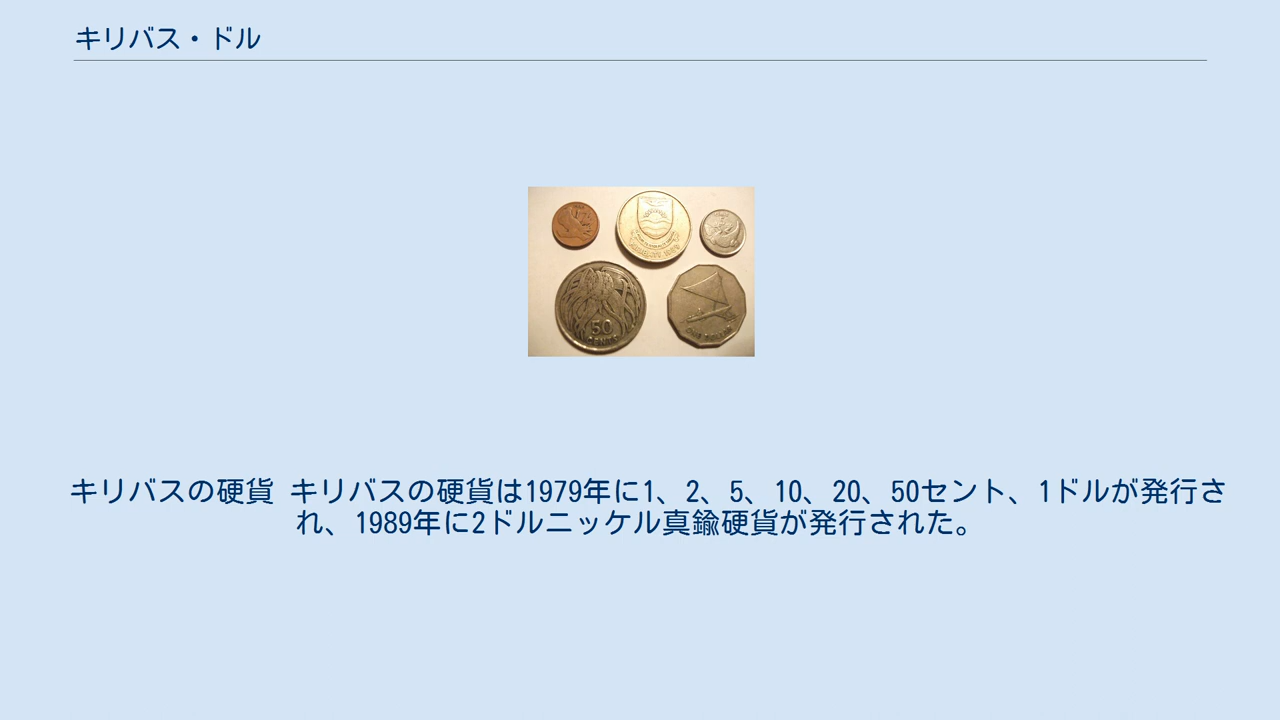 キリバス・ドル
50
CENTS
キリバスの硬貨 キリバスの硬貨は1979年に1、2、5、10、20、50セント、1ドルが発行さ
れ、1989年に2ドルニッケル真鍮硬貨が発行された。